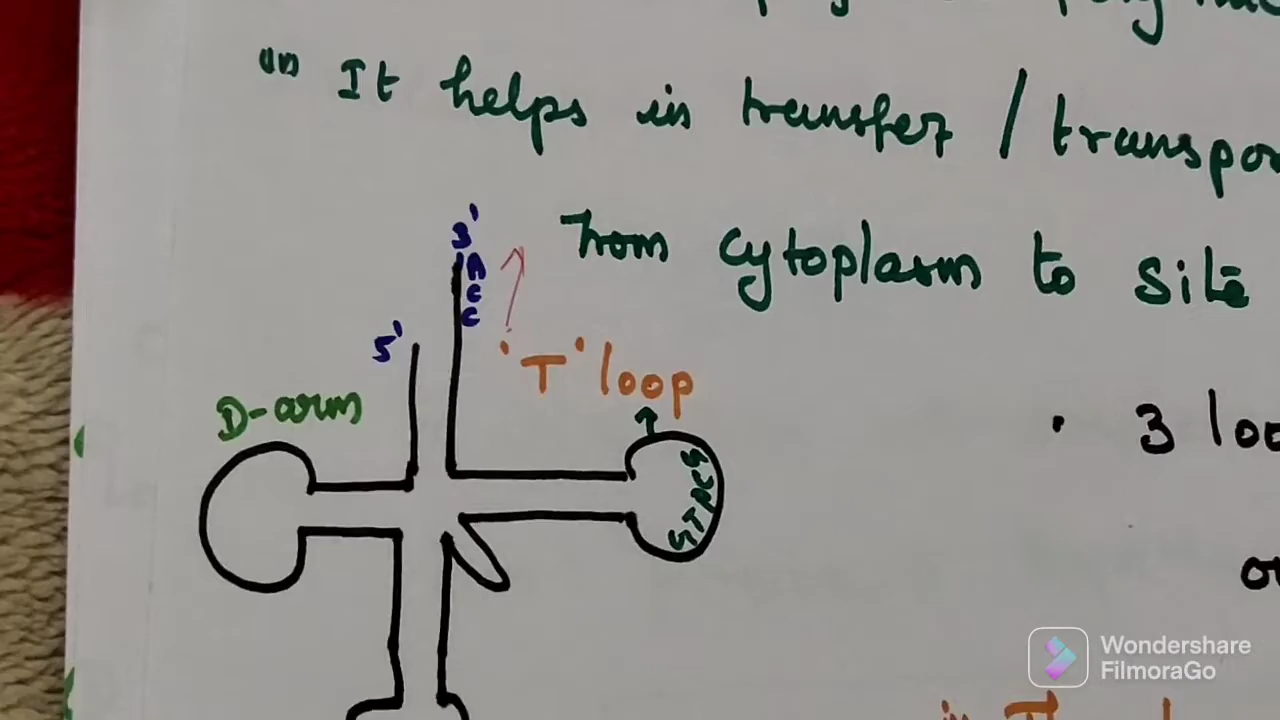 (iii) It helps in transfer / transpor
from cytoplasm to site
3'
A
C
C
5'
'T' loop
D-arm
3 loo
Wondershare
FilmoraGo